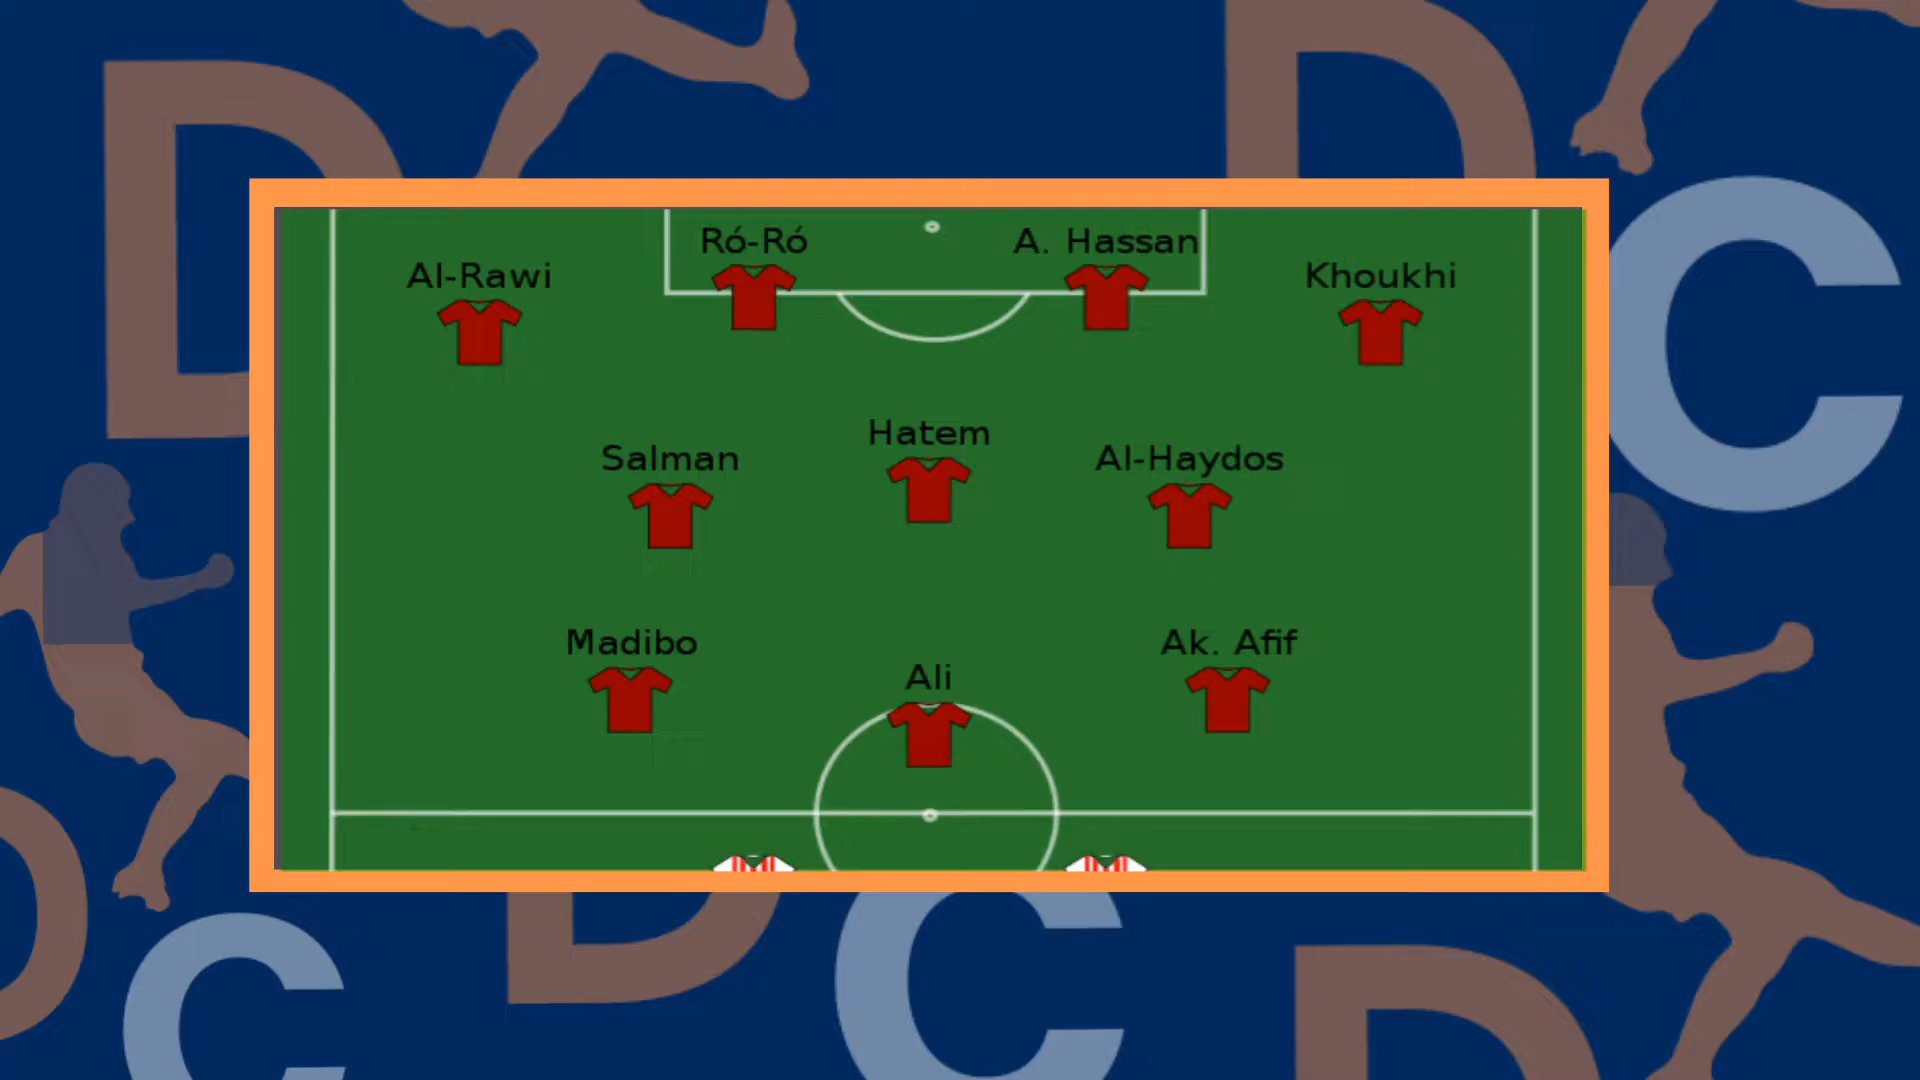 D
D
C
Ró-Ró
A. Hassan
Al-Rawi
Khoukhi
Hatem
Salman
Al-Haydos
Madibo
Ak. Afif
Ali
D
C
D
C
D